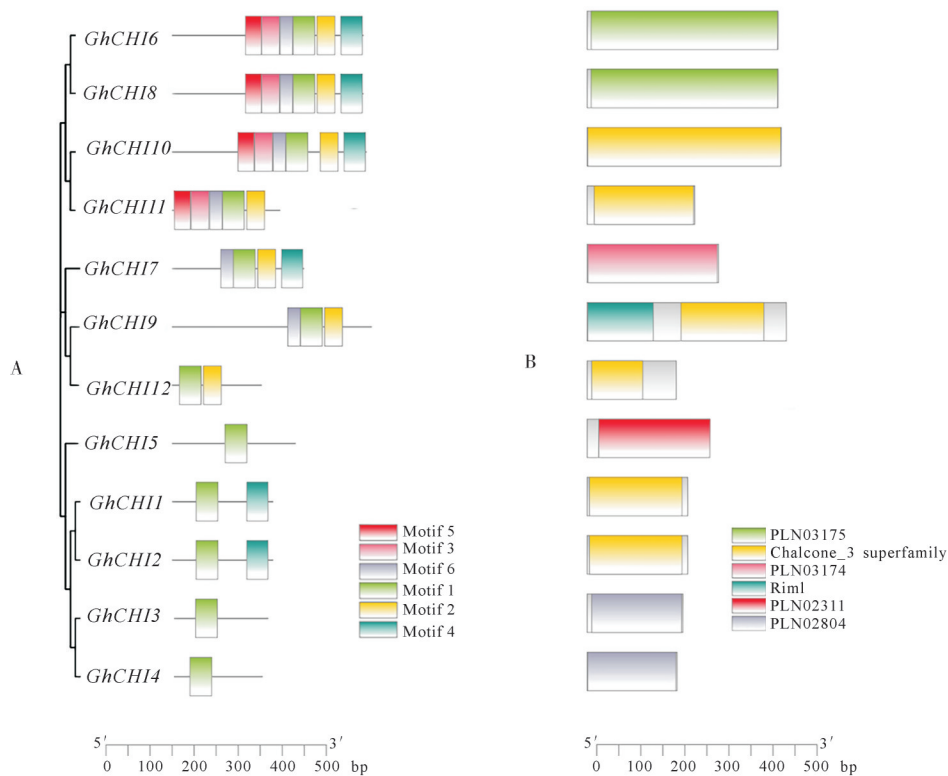 GhCHI6
GhCHI8
GhCHI10
GhCHI11
GhCHI7
GhCHI9
A
B
GhCHI12
GhCHI5
GhCHI1
GhCHI2
GhCHI3
GhCHI4
Motif 5
Motif 3
Motif 6
Motif 1
Motif 2
Motif 4
PLN03175
Chalcone_3 superfamily
PLN03174
Riml
PLN02311
PLN02804
5′ 3′
0 100 200 300 400 500 bp
5′ 3′
0 100 200 300 400 500 bp